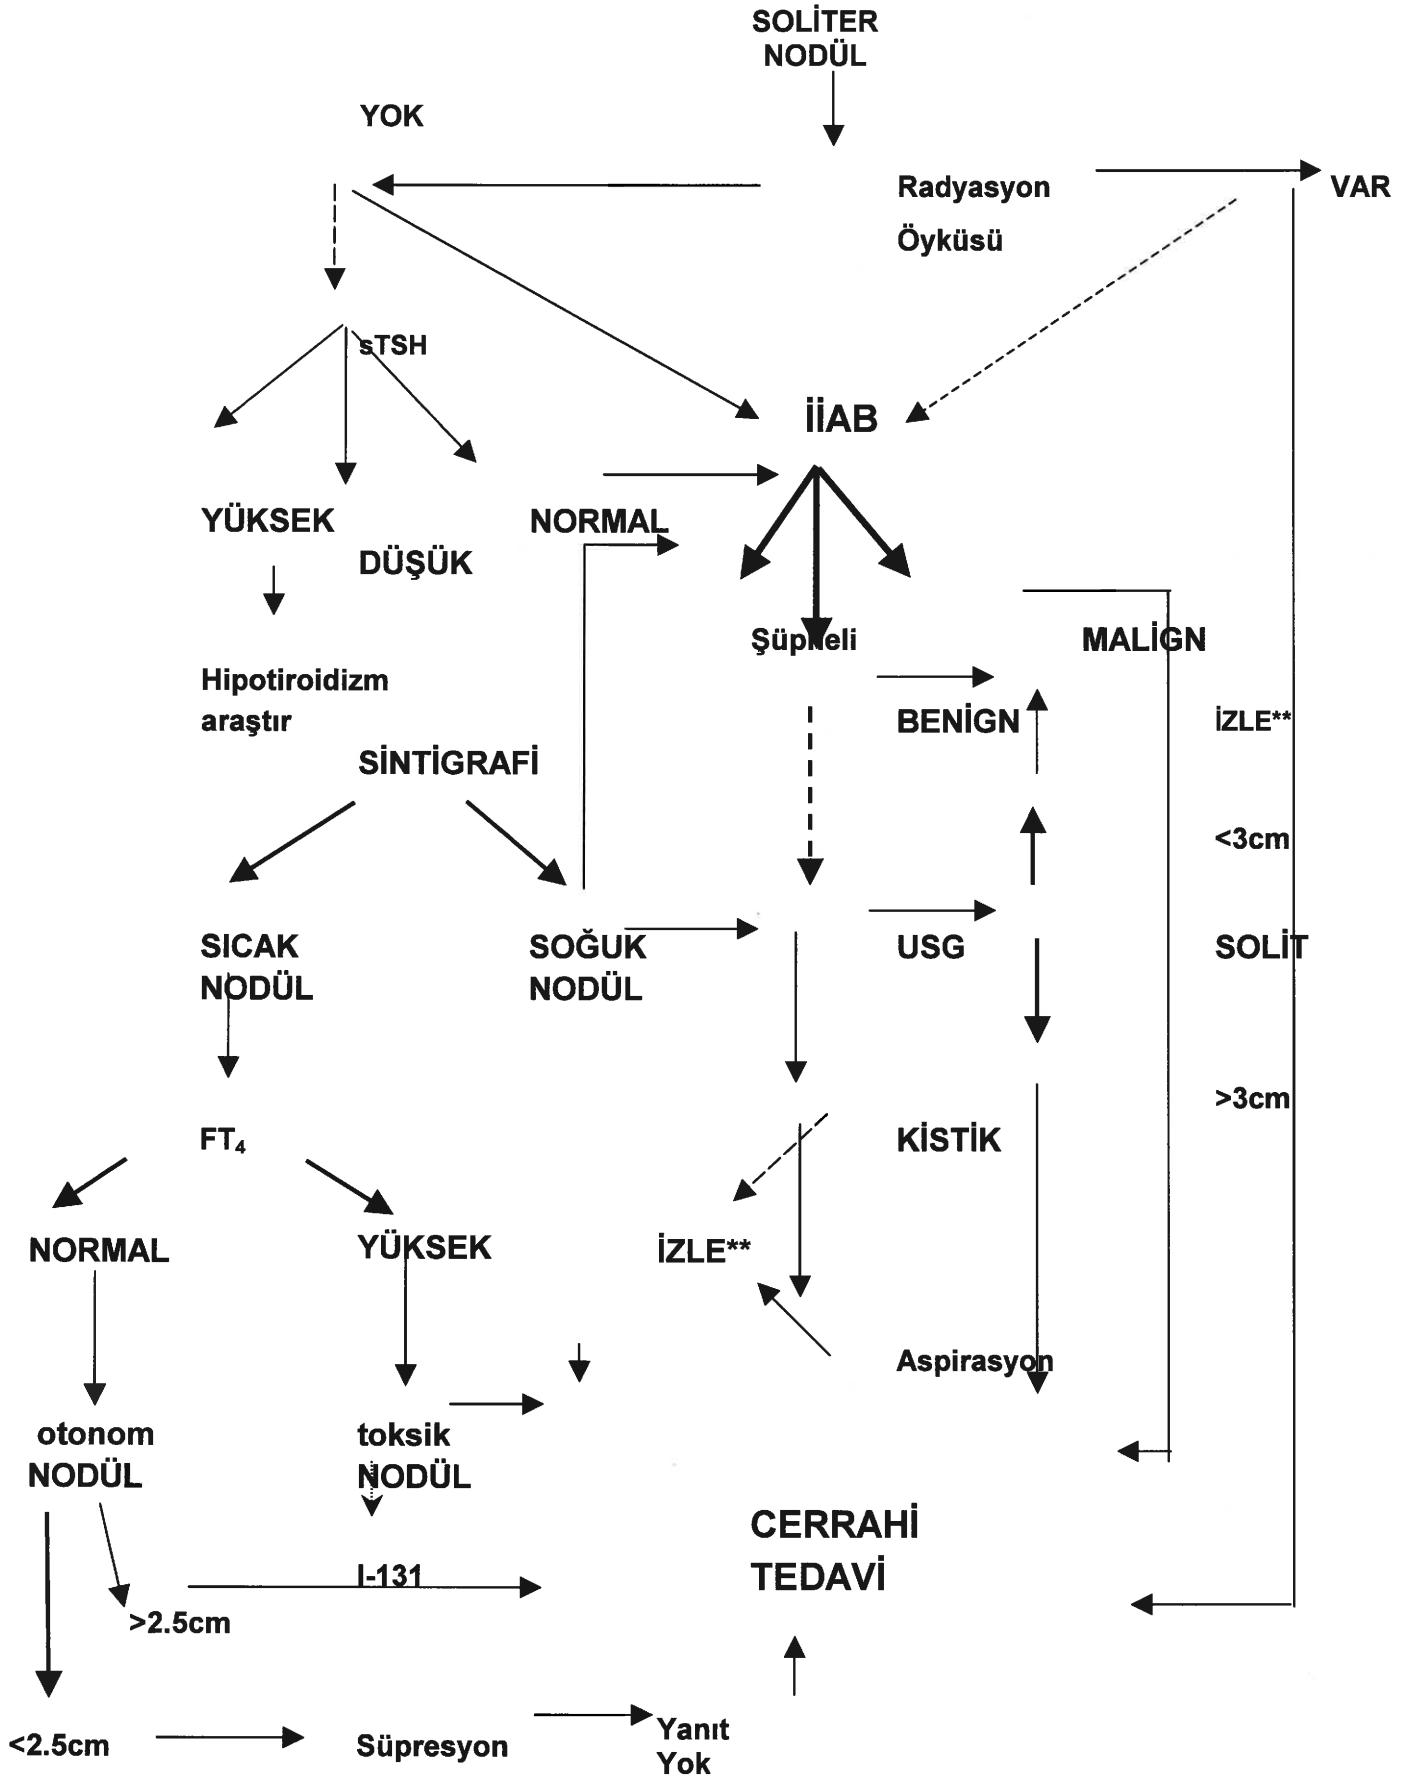 SOLİTER
NODÜL
YOK
Radyasyon
Öyküsü
VAR
sTSH
İİAB
YÜKSEK
DÜŞÜK
NORMAL
Şüpheli
MALİGN
Hipotiroidizm
araştır
BENİGN
İZLE**
SİNTİGRAFİ
<3cm
SICAK
NODÜL
SOĞUK
NODÜL
USG
SOLİT
>3cm
FT₄
KİSTİK
NORMAL
YÜKSEK
İZLE**
Aspirasyon
otonom
NODÜL
toksik
NODÜL
CERRAHİ
TEDAVİ
I-131
>2.5cm
<2.5cm
Süpresyon
Yanıt
Yok